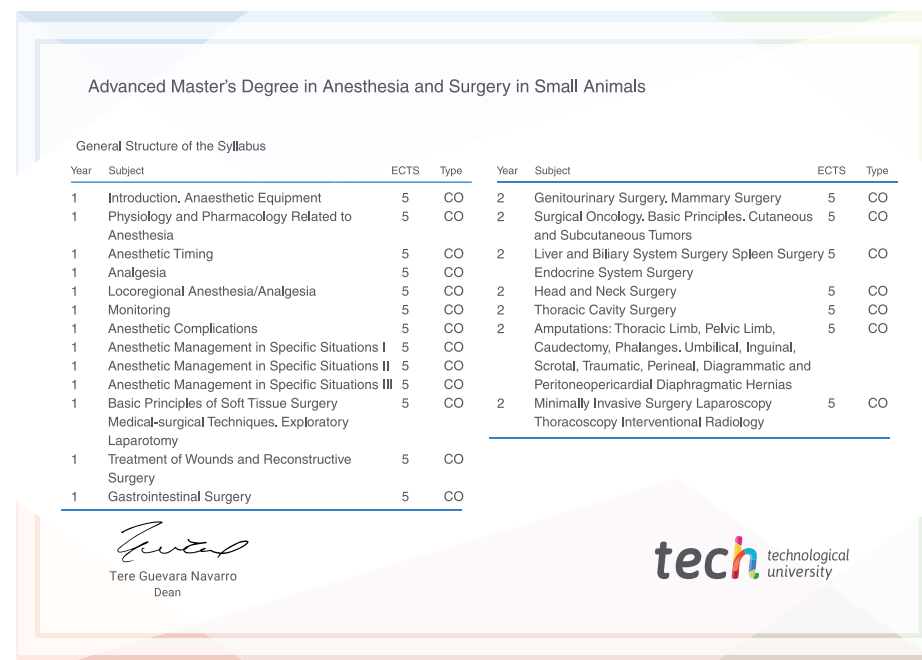 Advanced Master's Degree in Anesthesia and Surgery in Small Animals
General Structure of the Syllabus
Year Subject ECTS Type
1 Introduction. Anaesthetic Equipment 5 CO
1 Physiology and Pharmacology Related to 5 CO
Anesthesia
1 Anesthetic Timing 5 CO
1 Analgesia 5 CO
1 Locoregional Anesthesia/Analgesia 5 CO
1 Monitoring 5 CO
1 Anesthetic Complications 5 CO
1 Anesthetic Management in Specific Situations I 5 CO
1 Anesthetic Management in Specific Situations II 5 CO
1 Anesthetic Management in Specific Situations III 5 CO
1 Basic Principles of Soft Tissue Surgery 5 CO
Medical-surgical Techniques. Exploratory
Laparotomy
1 Treatment of Wounds and Reconstructive 5 CO
Surgery
1 Gastrointestinal Surgery 5 CO
Year Subject ECTS Type
2 Genitourinary Surgery. Mammary Surgery 5 CO
2 Surgical Oncology. Basic Principles. Cutaneous 5 CO
and Subcutaneous Tumors
2 Liver and Biliary System Surgery Spleen Surgery 5 CO
Endocrine System Surgery
2 Head and Neck Surgery 5 CO
2 Thoracic Cavity Surgery 5 CO
2 Amputations: Thoracic Limb, Pelvic Limb, 5 CO
Caudectomy, Phalanges. Umbilical, Inguinal,
Scrotal, Traumatic, Perineal, Diagrammatic and
Peritoneopericardial Diaphragmatic Hernias
2 Minimally Invasive Surgery Laparoscopy 5 CO
Thoracoscopy Interventional Radiology
Tere Guevara Navarro
Dean
tech technological
university